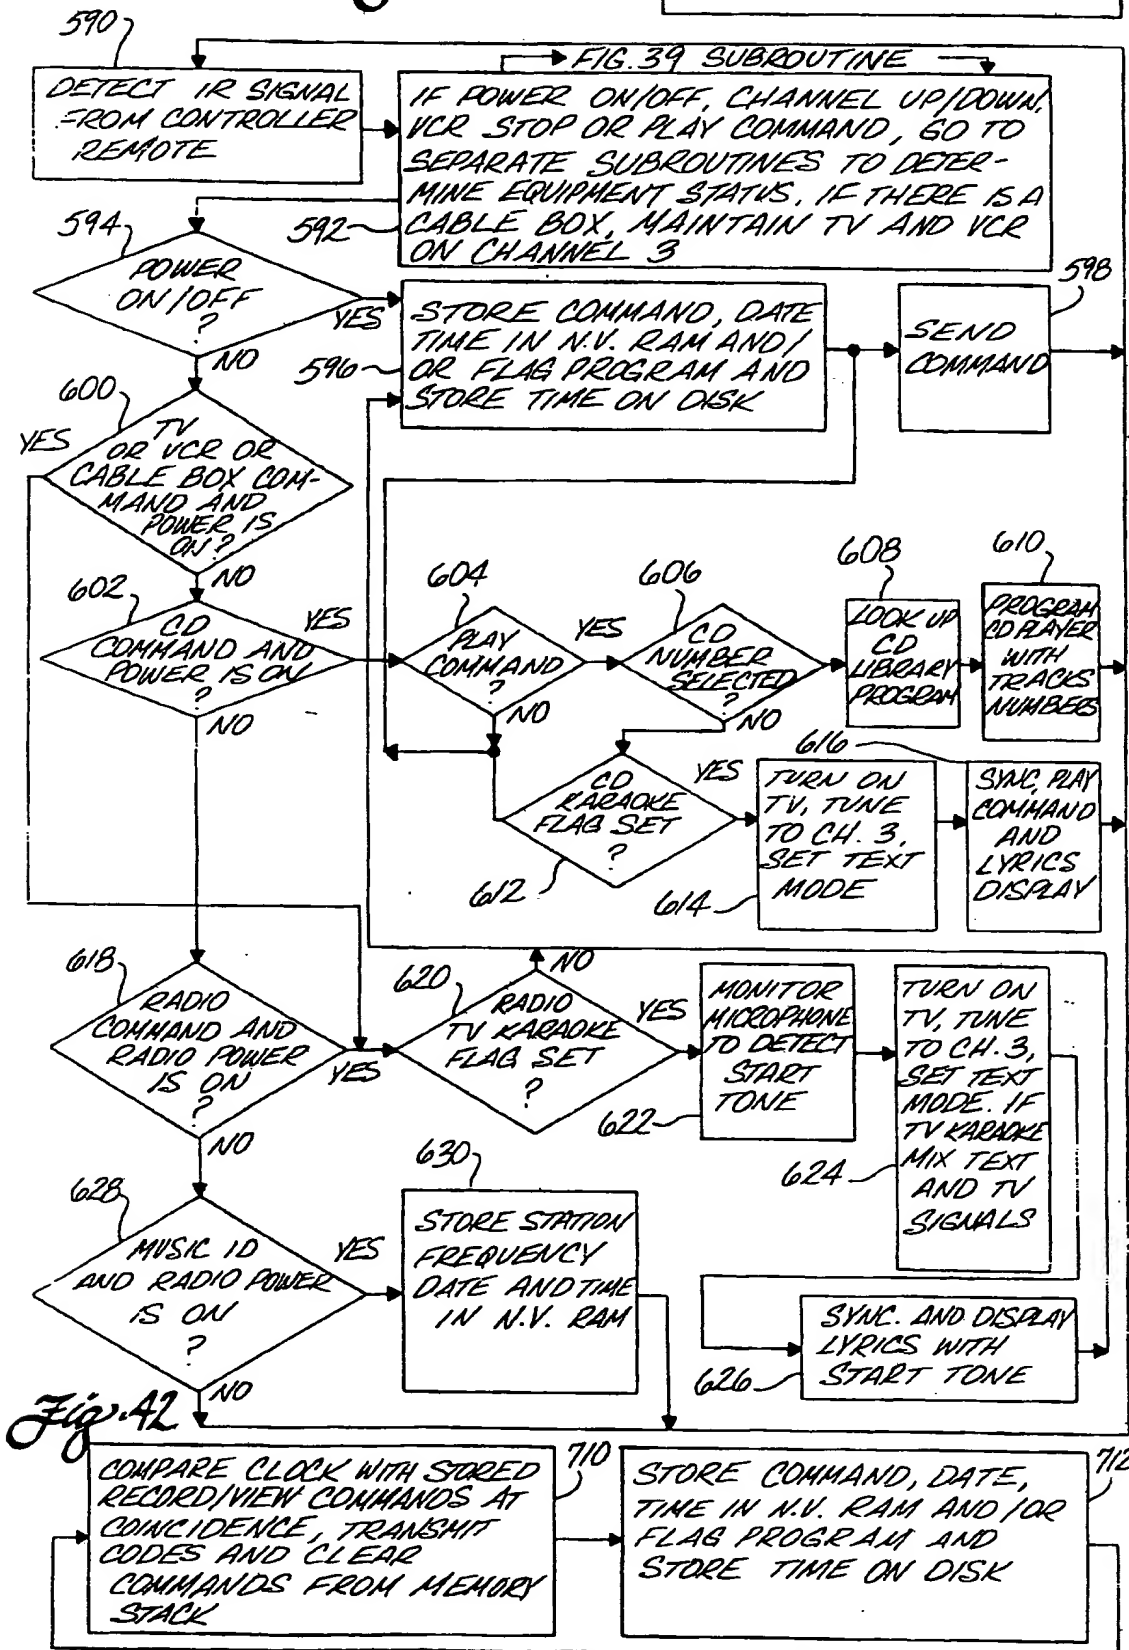 590
FIG. 39 SUBROUTINE
DETECT IR SIGNAL
FROM CONTROLLER
REMOTE
IF POWER ON/OFF, CHANNEL UP/DOWN,
VCR STOP OR PLAY COMMAND, GO TO
SEPARATE SUBROUTINES TO DETER-
MINE EQUIPMENT STATUS. IF THERE IS A
CABLE BOX, MAINTAIN TV AND VCR
ON CHANNEL 3
592
594
POWER
ON/OFF
?
YES
NO
STORE COMMAND, DATE
TIME IN N.V. RAM AND/
OR FLAG PROGRAM AND
STORE TIME ON DISK
596
598
SEND
COMMAND
600
YES
TV
OR VCR OR
CABLE BOX COM-
MAND AND
POWER IS
ON?
NO
602
CD
COMMAND AND
POWER IS ON
?
YES
NO
604
PLAY
COMMAND
?
YES
NO
606
CD
NUMBER
SELECTED
?
NO
608
LOOK UP
CD
LIBRARY
PROGRAM
610
PROGRAM
CD PLAYER
WITH
TRACKS
NUMBERS
CD
KARAOKE
FLAG SET
?
YES
612
TURN ON
TV, TUNE
TO CH. 3,
SET TEXT
MODE
614
616
SYNC, PLAY
COMMAND
AND
LYRICS
DISPLAY
618
RADIO
COMMAND AND
RADIO POWER
IS ON
?
YES
NO
620
NO
RADIO
TV KARAOKE
FLAG SET
?
YES
MONITOR
MICROPHONE
TO DETECT
START
TONE
622
TURN ON
TV, TUNE
TO CH. 3,
SET TEXT
MODE. IF
TV KARAOKE
MIX TEXT
AND TV
SIGNALS
624
SYNC. AND DISPLAY
LYRICS WITH
START TONE
626
628
MUSIC ID
AND RADIO POWER
IS ON
?
YES
NO
630
STORE STATION
FREQUENCY
DATE AND TIME
IN N.V. RAM
Fig. 42
COMPARE CLOCK WITH STORED
RECORD/VIEW COMMANDS AT
COINCIDENCE, TRANSMIT
CODES AND CLEAR
COMMANDS FROM MEMORY
STACK
710
STORE COMMAND, DATE,
TIME IN N.V. RAM AND/OR
FLAG PROGRAM AND
STORE TIME ON DISK
712